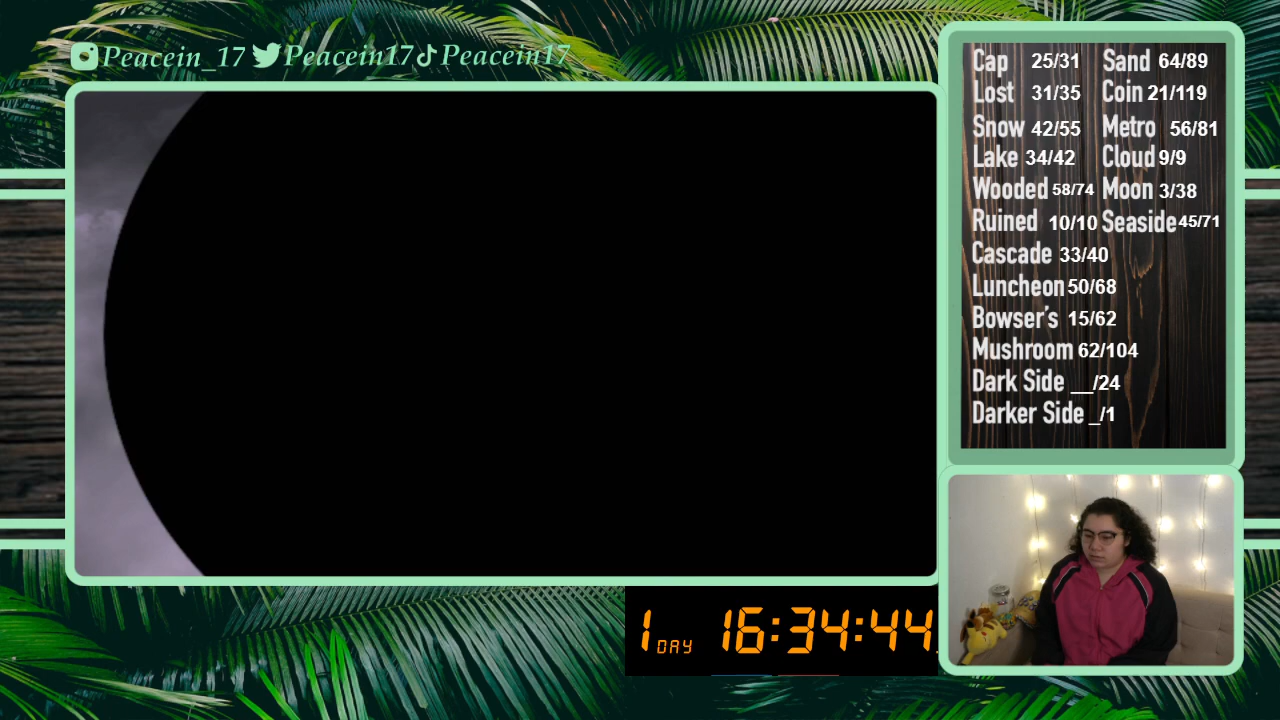 Peacein_17 Peacein17 Peacein17
Cap 25/31 Sand 64/89
Lost 31/35 Coin 21/119
Snow 42/55 Metro 56/81
Lake 34/42 Cloud 9/9
Wooded 58/74 Moon 3/38
Ruined 10/10 Seaside 45/71
Cascade 33/40
Luncheon 50/68
Bowser's 15/62
Mushroom 62/104
Dark Side __/24
Darker Side _/1
1 DAY 16:34:44